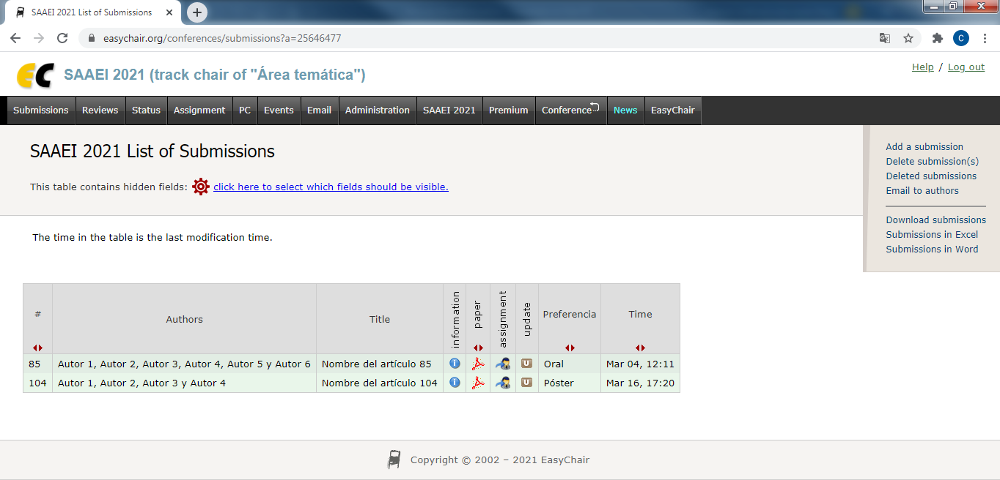 SAAEI 2021 List of Submissions
easychair.org/conferences/submissions?a=25646477
C
EC SAAEI 2021 (track chair of "Área temática")
Help / Log out
Submissions Reviews Status Assignment PC Events Email Administration SAAEI 2021 Premium Conference News EasyChair
SAAEI 2021 List of Submissions
This table contains hidden fields: click here to select which fields should be visible.
Add a submission
Delete submission(s)
Deleted submissions
Email to authors
Download submissions
Submissions in Excel
Submissions in Word
The time in the table is the last modification time.
# Authors Title information paper assignment update Preferencia Time
85 Autor 1, Autor 2, Autor 3, Autor 4, Autor 5 y Autor 6 Nombre del artículo 85 i U Oral Mar 04, 12:11
104 Autor 1, Autor 2, Autor 3 y Autor 4 Nombre del artículo 104 i U Póster Mar 16, 17:20
Copyright © 2002 – 2021 EasyChair